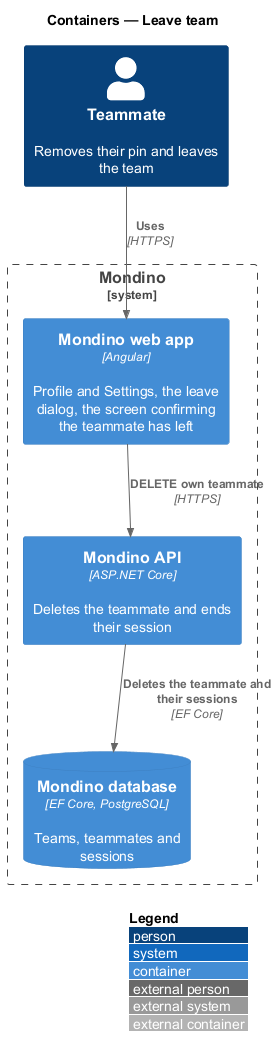 Containers — Leave team
Teammate
Removes their pin and leaves
the team
Uses
[HTTPS]
Mondino
[system]
Mondino web app
[Angular]
Profile and Settings, the leave
dialog, the screen confirming
the teammate has left
DELETE own teammate
[HTTPS]
Mondino API
[ASP.NET Core]
Deletes the teammate and ends
their session
Deletes the teammate and
their sessions
[EF Core]
Mondino database
[EF Core, PostgreSQL]
Teams, teammates and
sessions
Legend
person
system
container
external person
external system
external container